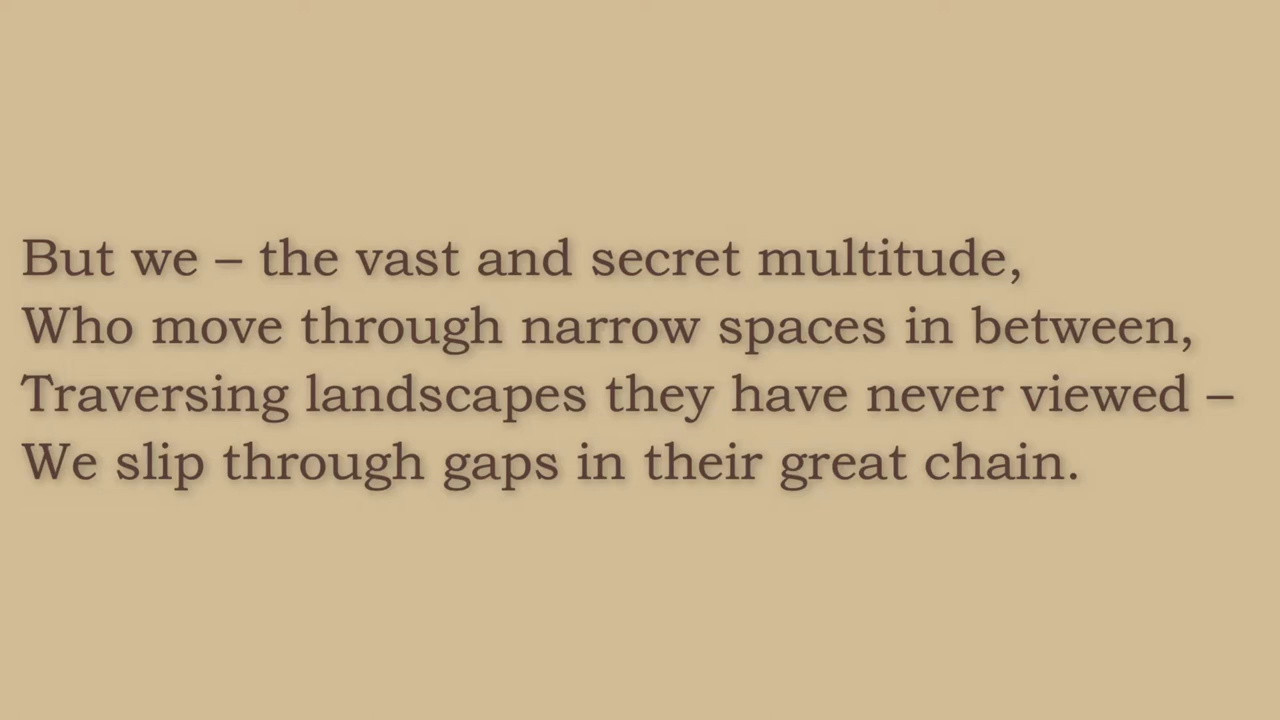 But we – the vast and secret multitude,
Who move through narrow spaces in between,
Traversing landscapes they have never viewed –
We slip through gaps in their great chain.